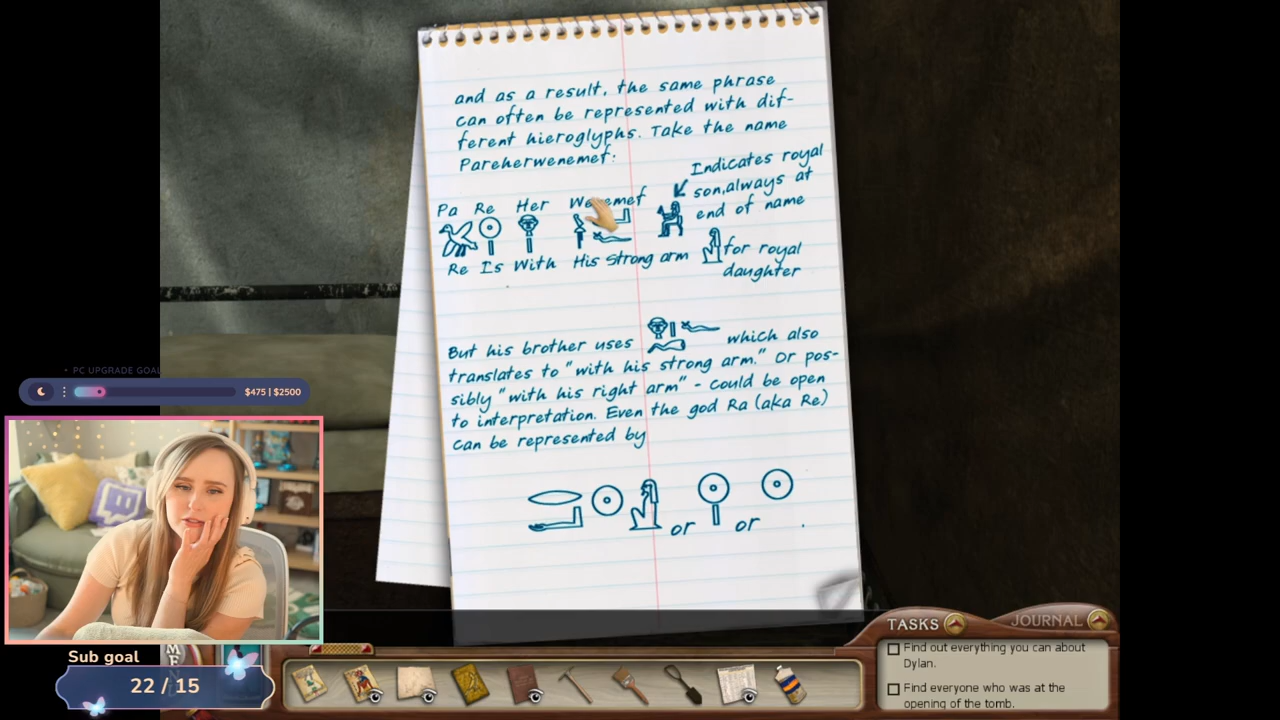 and as a result, the same phrase
can often be represented with dif-
ferent hieroglyphs. Take the name
Pareherwenemef:
Indicates royal
son, always at
end of name
Pa Re Her Wenemef
Re Is With His Strong arm
for royal
daughter
But his brother uses which also
translates to "with his strong arm." Or pos-
sibly "with his right arm" - could be open
to interpretation. Even the god Ra (aka Re)
can be represented by
or or .
PC UPGRADE GOAL
$475 | $2500
Sub goal
22 / 15
TASKS
JOURNAL
Find out everything you can about
Dylan.
Find everyone who was at the
opening of the tomb.